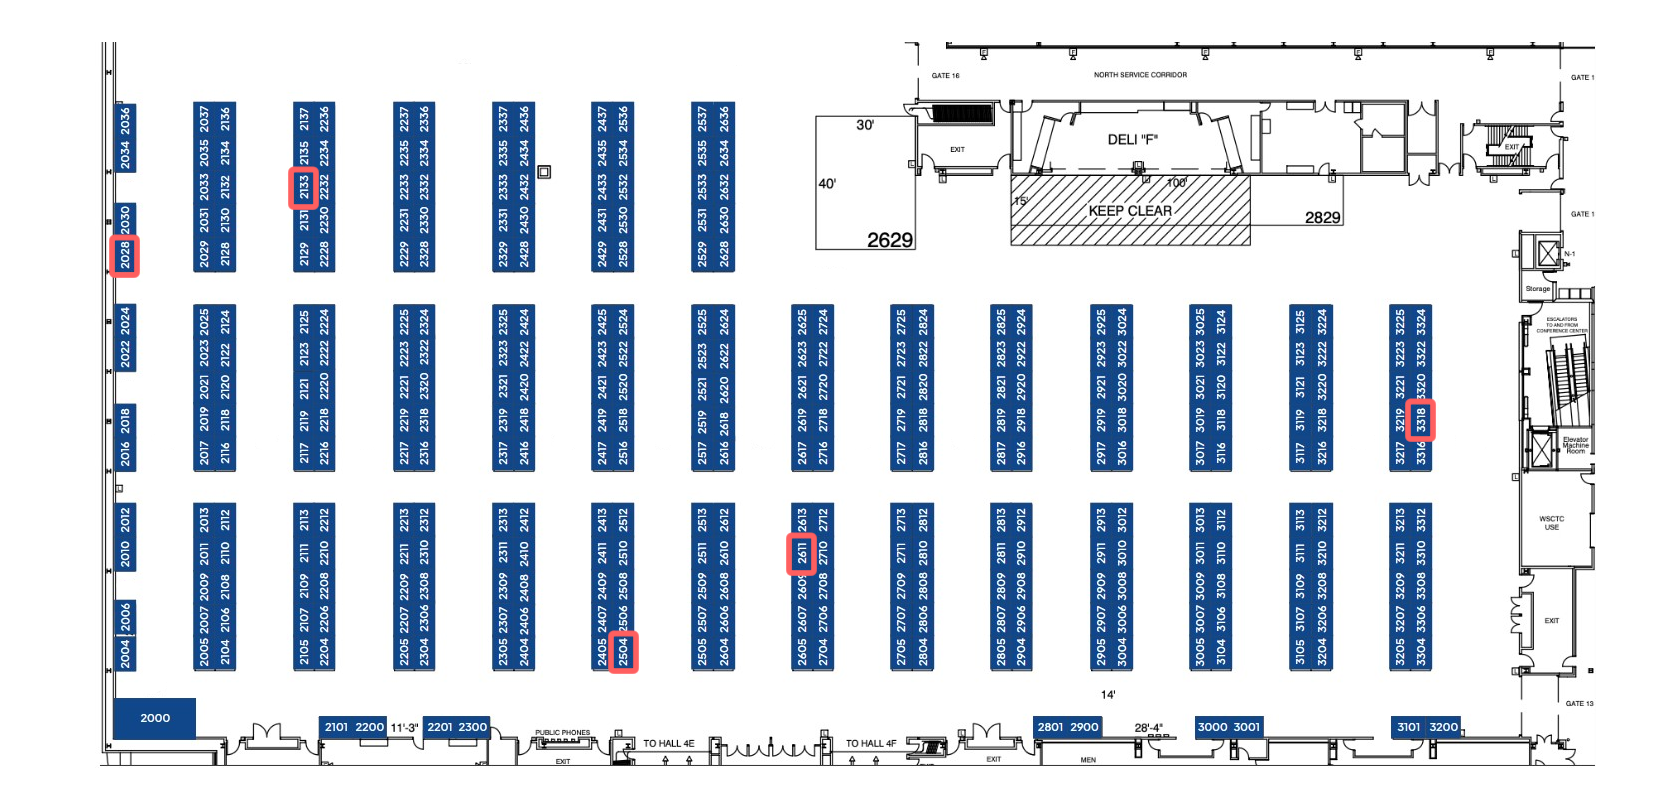 GATE 16
NORTH SERVICE CORRIDOR
GATE 1
2034 2036
2028 2030
2029 2031 2033 2035 2037
2128 2130 2132 2134 2136
2129 2131 2133 2135 2137
2228 2230 2232 2234 2236
2229 2231 2233 2235 2237
2328 2330 2332 2334 2336
2329 2331 2333 2335 2337
2428 2430 2432 2434 2436
2429 2431 2433 2435 2437
2528 2530 2532 2534 2536
2529 2531 2533 2535 2537
2628 2630 2632 2634 2636
30'
40'
2629
EXIT
DELI "F"
100'
15'
KEEP CLEAR
2829
EXIT
GATE 1
N-1
Storage
ESCALATORS
TO AND FROM
CONFERENCE CENTER
2022 2024
2016 2018
2017 2019 2021 2023 2025
2116 2118 2120 2122 2124
2117 2119 2121 2123 2125
2216 2218 2220 2222 2224
2217 2219 2221 2223 2225
2316 2318 2320 2322 2324
2317 2319 2321 2323 2325
2416 2418 2420 2422 2424
2417 2419 2421 2423 2425
2516 2518 2520 2522 2524
2517 2519 2521 2523 2525
2616 2618 2620 2622 2624
2617 2619 2621 2623 2625
2716 2718 2720 2722 2724
2717 2719 2721 2723 2725
2816 2818 2820 2822 2824
2817 2819 2821 2823 2825
2916 2918 2920 2922 2924
2917 2919 2921 2923 2925
3016 3018 3020 3022 3024
3017 3019 3021 3023 3025
3116 3118 3120 3122 3124
3117 3119 3121 3123 3125
3216 3218 3220 3222 3224
3217 3219 3221 3223 3225
3316 3318 3320 3322 3324
Elevator
Machine
Room
2010 2012
2004 2006
2005 2007 2009 2011 2013
2104 2106 2108 2110 2112
2105 2107 2109 2111 2113
2204 2206 2208 2210 2212
2205 2207 2209 2211 2213
2304 2306 2308 2310 2312
2305 2307 2309 2311 2313
2404 2406 2408 2410 2412
2405 2407 2409 2411 2413
2504 2506 2508 2510 2512
2505 2507 2509 2511 2513
2604 2606 2608 2610 2612
2605 2607 2609 2611 2613
2704 2706 2708 2710 2712
2705 2707 2709 2711 2713
2804 2806 2808 2810 2812
2805 2807 2809 2811 2813
2904 2906 2908 2910 2912
2905 2907 2909 2911 2913
3004 3006 3008 3010 3012
3005 3007 3009 3011 3013
3104 3106 3108 3110 3112
3105 3107 3109 3111 3113
3204 3206 3208 3210 3212
3205 3207 3209 3211 3213
3304 3306 3308 3310 3312
WSCTC
USE
EXIT
14'
GATE 13
2000
2101 2200 11'-3" 2201 2300
2801 2900 28'-4" 3000 3001 3101 3200
PUBLIC PHONES
TO HALL 4E
TO HALL 4F
EXIT
EXIT
MEN